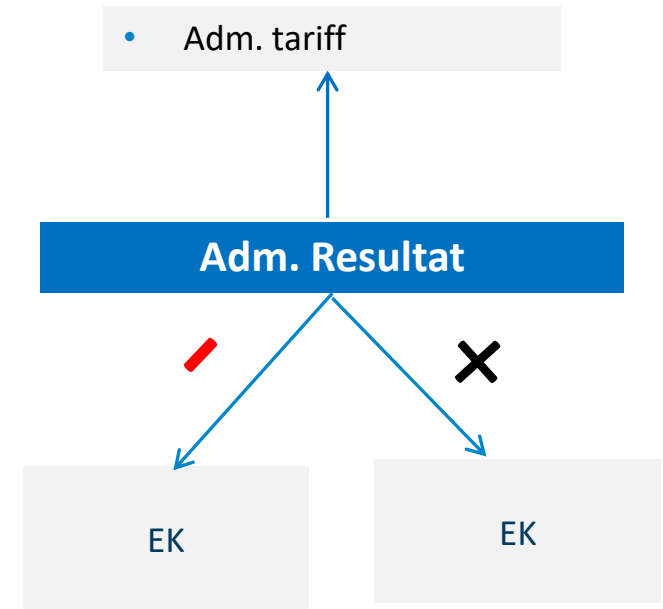 • Adm. tariff
Adm. Resultat
EK
EK